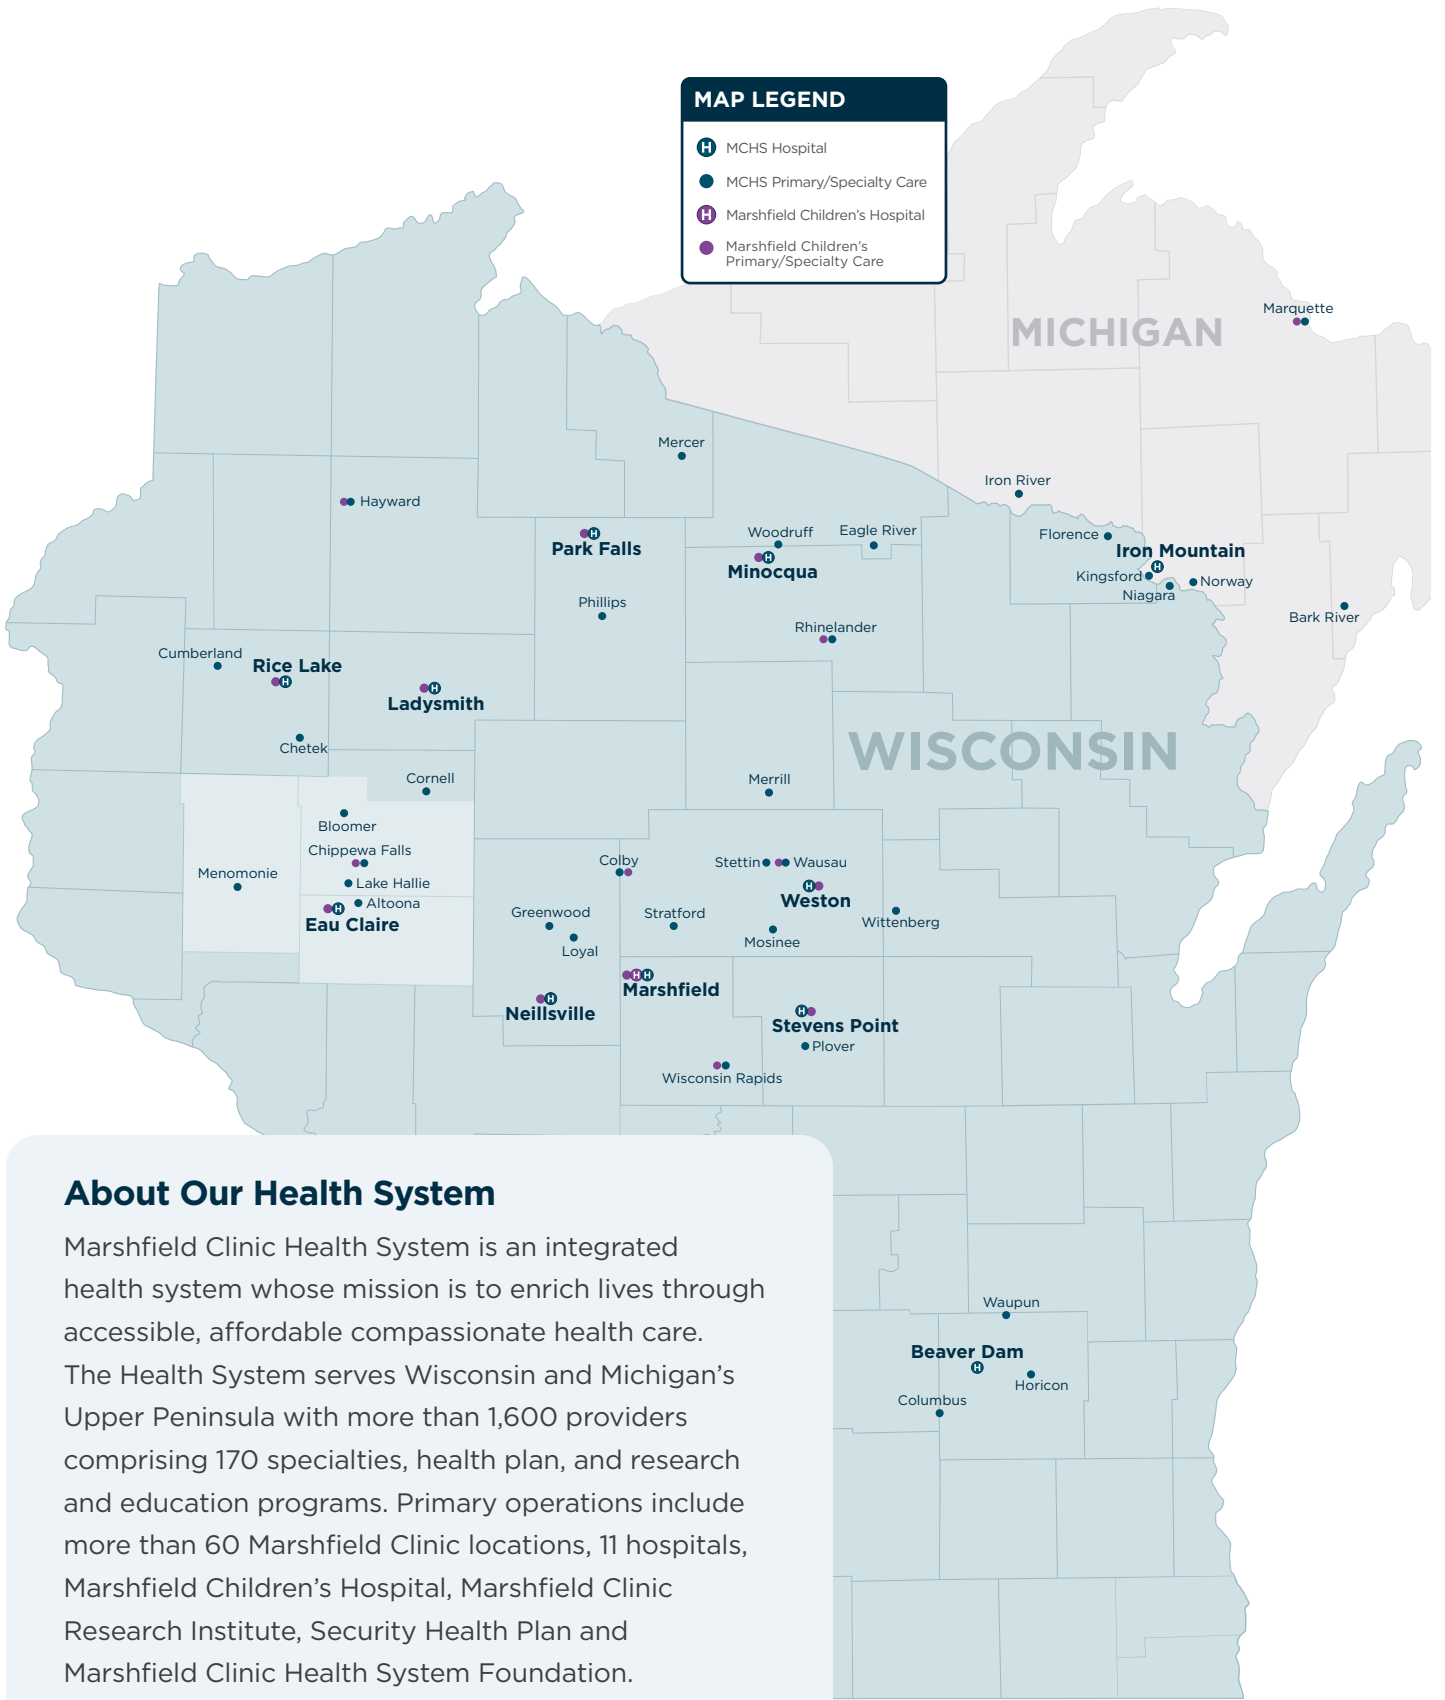 MAP LEGEND
H MCHS Hospital
MCHS Primary/Specialty Care
H Marshfield Children's Hospital
Marshfield Children's
Primary/Specialty Care
MICHIGAN
Marquette
Mercer
Iron River
Hayward
Park Falls
H
Woodruff
Eagle River
Minocqua
H
Florence
Iron Mountain
H
Kingsford
Norway
Niagara
Phillips
Bark River
Rhinelander
Cumberland
Rice Lake
H
Ladysmith
H
Chetek
WISCONSIN
Cornell
Merrill
Bloomer
Chippewa Falls
Colby
Stettin
Wausau
Menomonie
Lake Hallie
Altoona
Eau Claire
H
Weston
H
Greenwood
Stratford
Wittenberg
Loyal
Mosinee
H H
Marshfield
Neillsville
H
Stevens Point
H
Plover
Wisconsin Rapids
About Our Health System
Marshfield Clinic Health System is an integrated
health system whose mission is to enrich lives through
accessible, affordable compassionate health care.
The Health System serves Wisconsin and Michigan's
Upper Peninsula with more than 1,600 providers
comprising 170 specialties, health plan, and research
and education programs. Primary operations include
more than 60 Marshfield Clinic locations, 11 hospitals,
Marshfield Children's Hospital, Marshfield Clinic
Research Institute, Security Health Plan and
Marshfield Clinic Health System Foundation.
Waupun
Beaver Dam
H
Horicon
Columbus